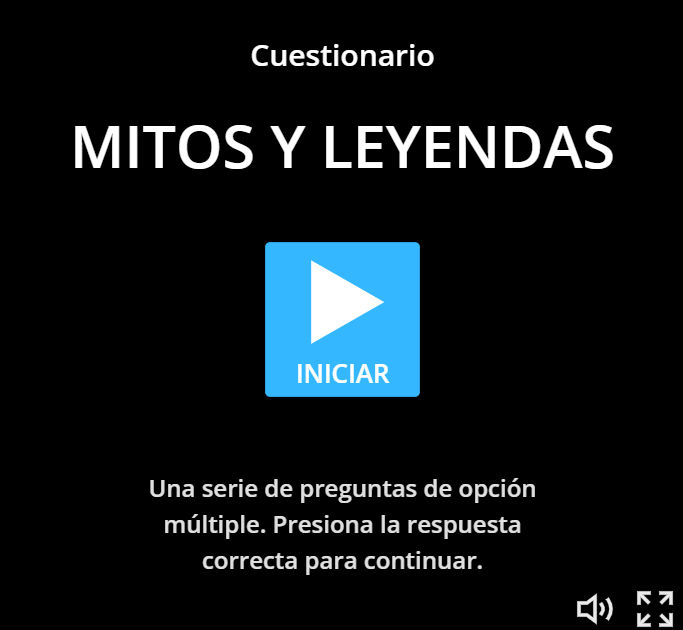 Cuestionario
MITOS Y LEYENDAS
INICIAR
Una serie de preguntas de opción
múltiple. Presiona la respuesta
correcta para continuar.